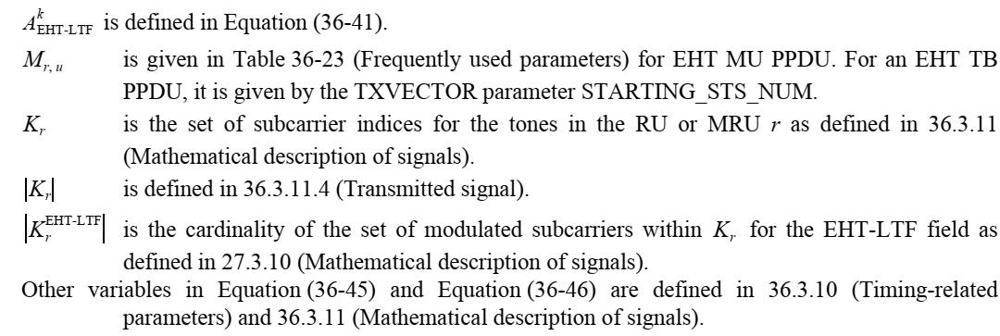 A^k_EHT-LTF is defined in Equation (36-41).
M_r, u is given in Table 36-23 (Frequently used parameters) for EHT MU PPDU. For an EHT TB
PPDU, it is given by the TXVECTOR parameter STARTING_STS_NUM.
K_r is the set of subcarrier indices for the tones in the RU or MRU r as defined in 36.3.11
(Mathematical description of signals).
|K_r| is defined in 36.3.11.4 (Transmitted signal).
|K_r^EHT-LTF| is the cardinality of the set of modulated subcarriers within K_r for the EHT-LTF field as
defined in 27.3.10 (Mathematical description of signals).
Other variables in Equation (36-45) and Equation (36-46) are defined in 36.3.10 (Timing-related
parameters) and 36.3.11 (Mathematical description of signals).